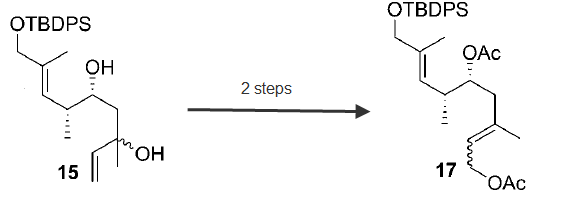 OTBDPS
OH
OH
15
2 steps
OTBDPS
OAc
17
OAc